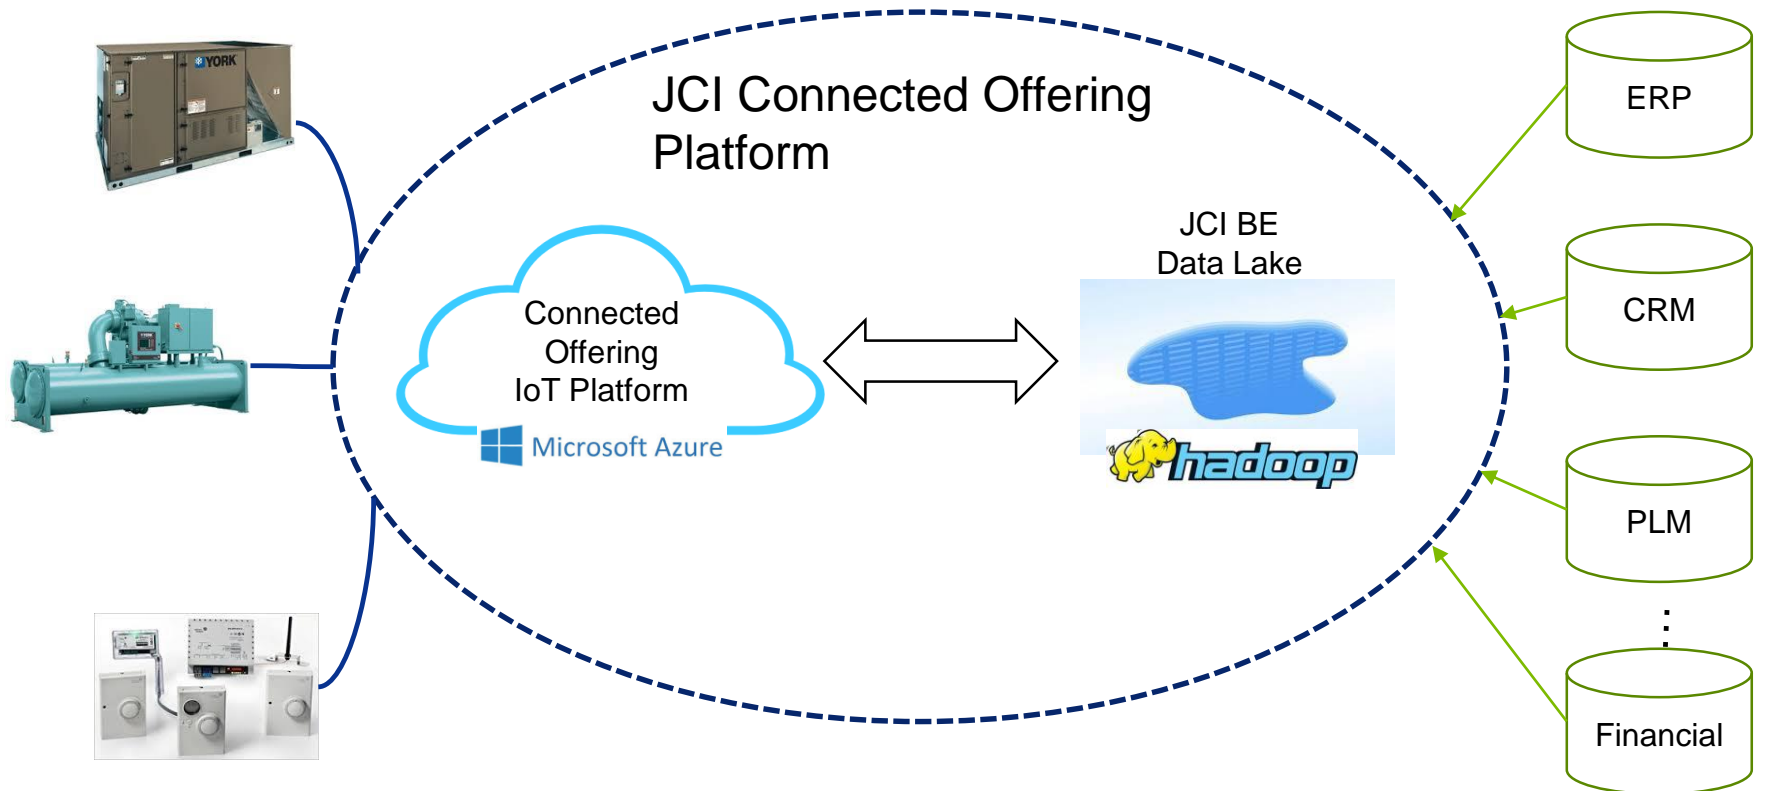 YORK
JCI Connected Offering
Platform
ERP
JCI BE
Data Lake
CRM
Connected
Offering
IoT Platform
Microsoft Azure
hadoop
PLM
Financial